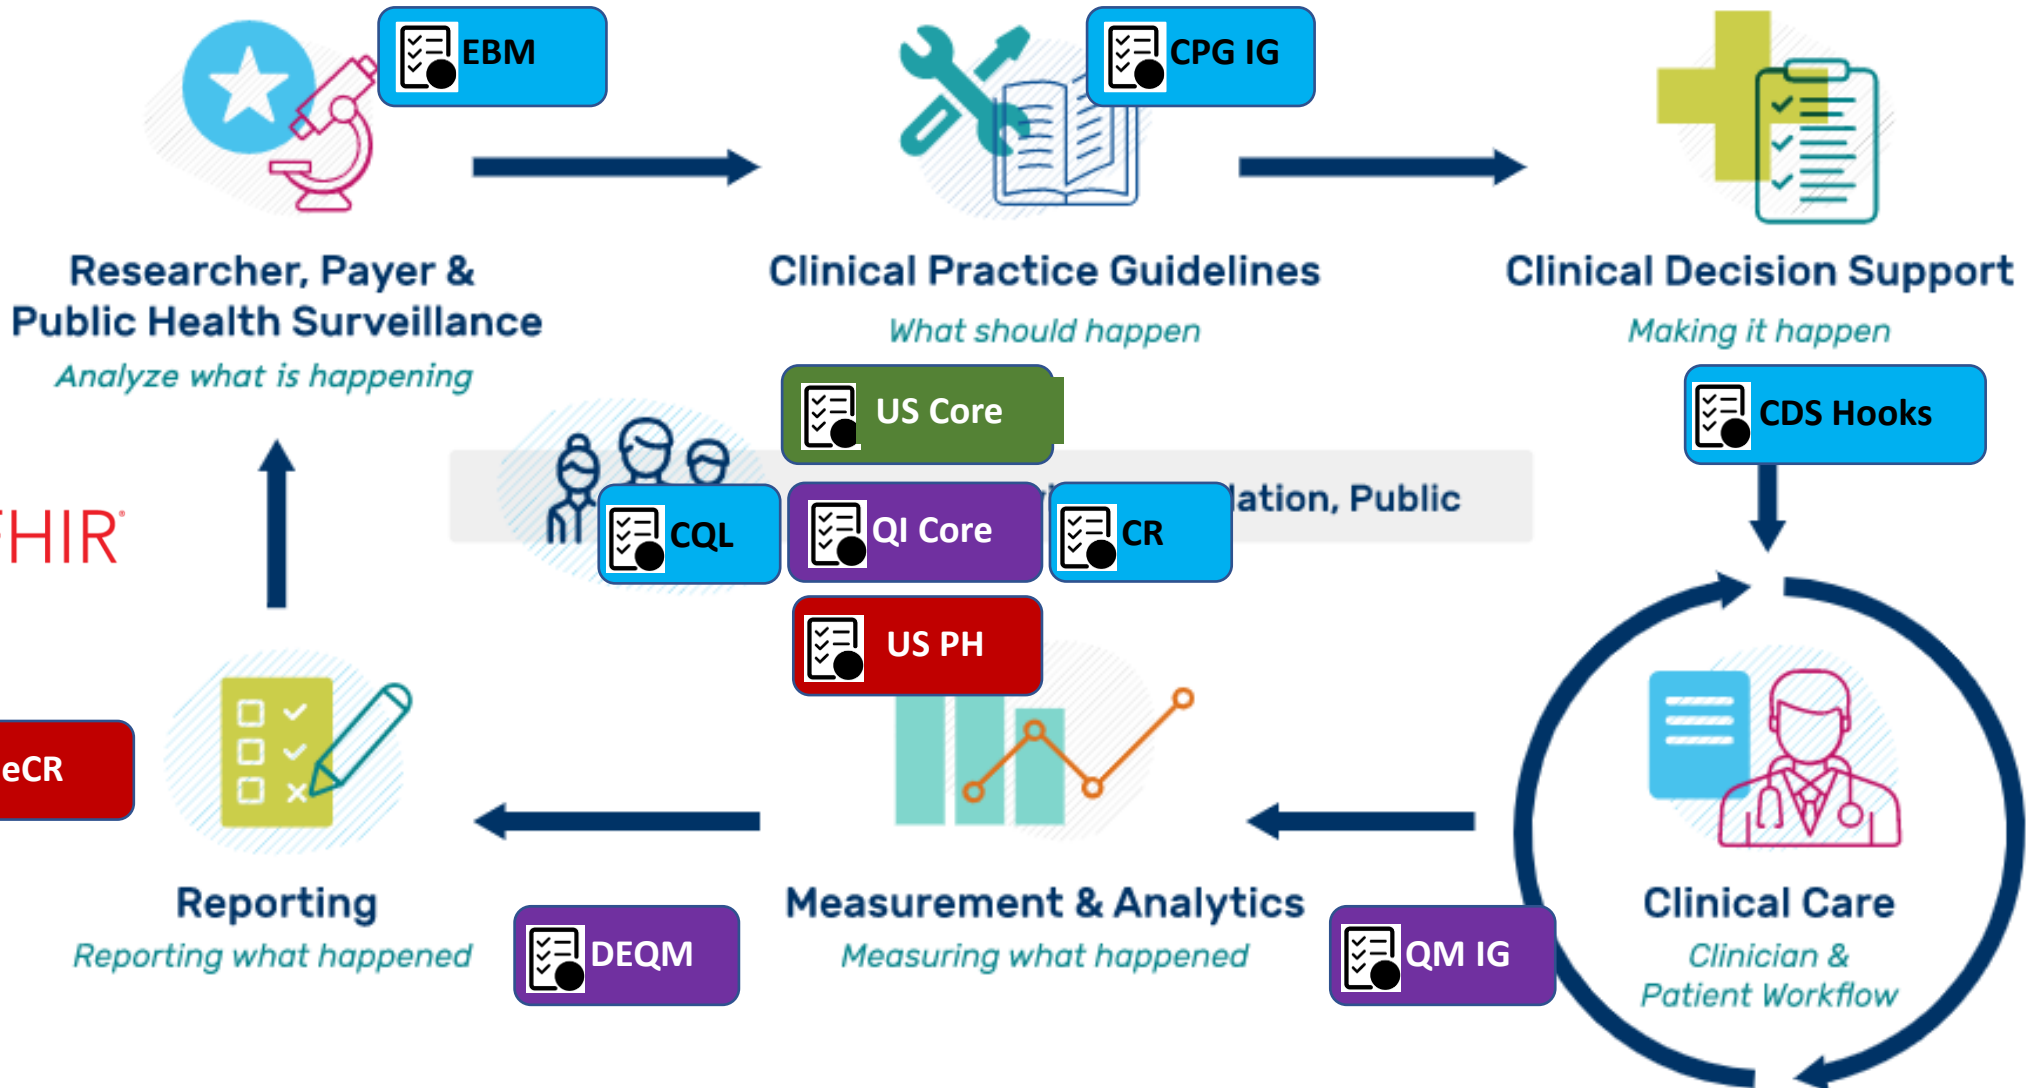 EBM
CPG IG
Researcher, Payer &
Public Health Surveillance
Analyze what is happening
Clinical Practice Guidelines
What should happen
Clinical Decision Support
Making it happen
US Core
CDS Hooks
lation, Public
CQL
QI Core
CR
FHIR
US PH
eCR
Reporting
Reporting what happened
DEQM
Measurement & Analytics
Measuring what happened
QM IG
Clinical Care
Clinician &
Patient Workflow